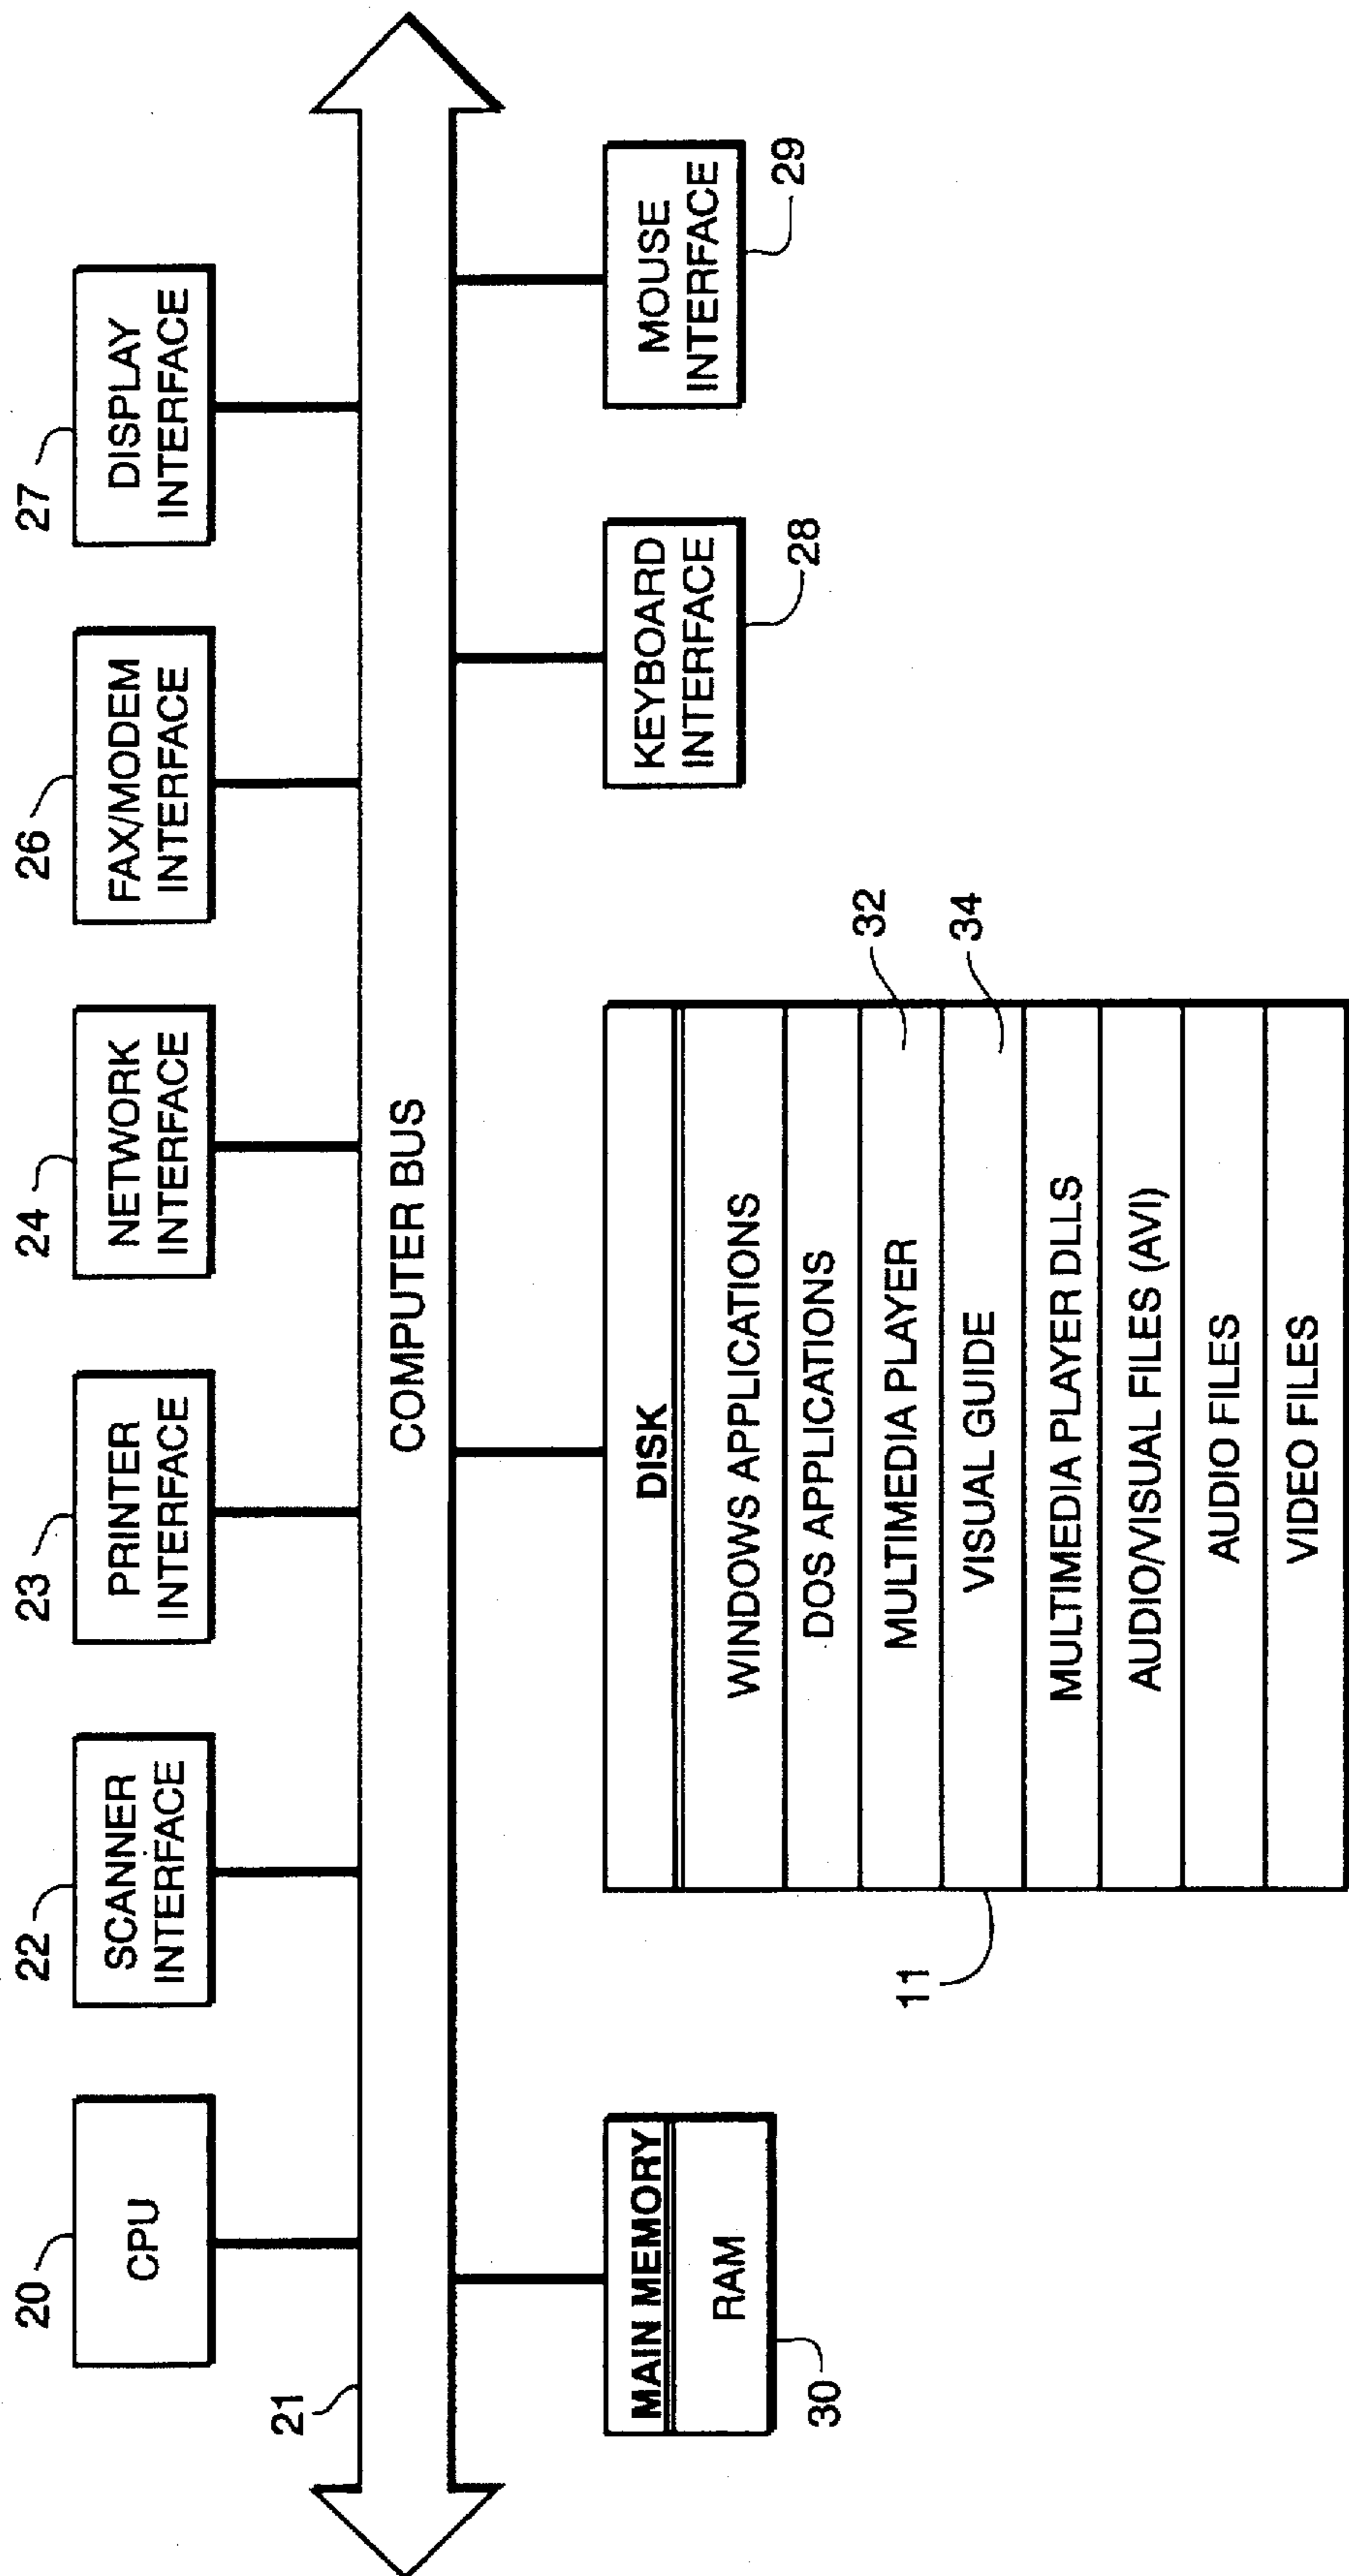 20
CPU
22
SCANNER
INTERFACE
23
PRINTER
INTERFACE
24
NETWORK
INTERFACE
26
FAX/MODEM
INTERFACE
27
DISPLAY
INTERFACE
21
COMPUTER BUS
MAIN MEMORY
RAM
30
DISK
WINDOWS APPLICATIONS
DOS APPLICATIONS
MULTIMEDIA PLAYER
32
VISUAL GUIDE
34
MULTIMEDIA PLAYER DLLS
AUDIO/VISUAL FILES (AVI)
AUDIO FILES
VIDEO FILES
11
KEYBOARD
INTERFACE
28
MOUSE
INTERFACE
29